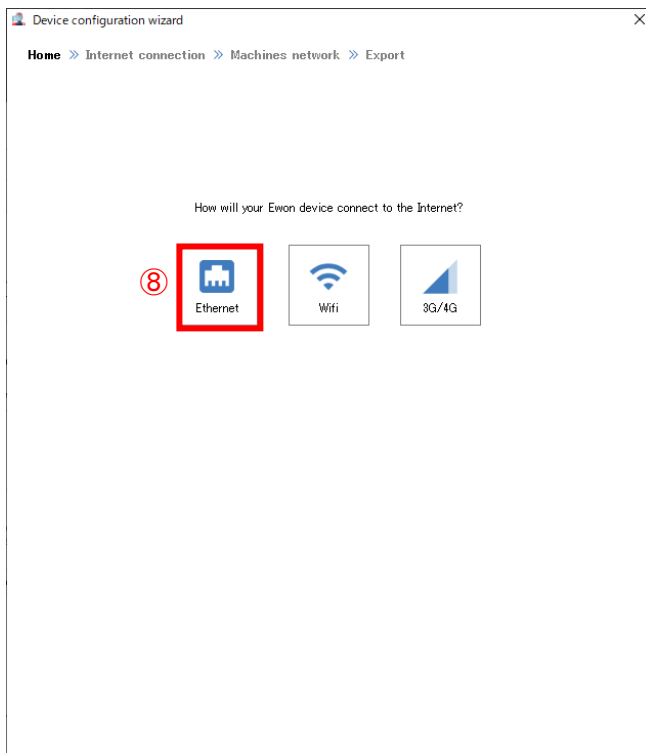 Device configuration wizard
Home » Internet connection » Machines network » Export
How will your Ewon device connect to the Internet?
⑧
Ethernet Wifi 3G/4G